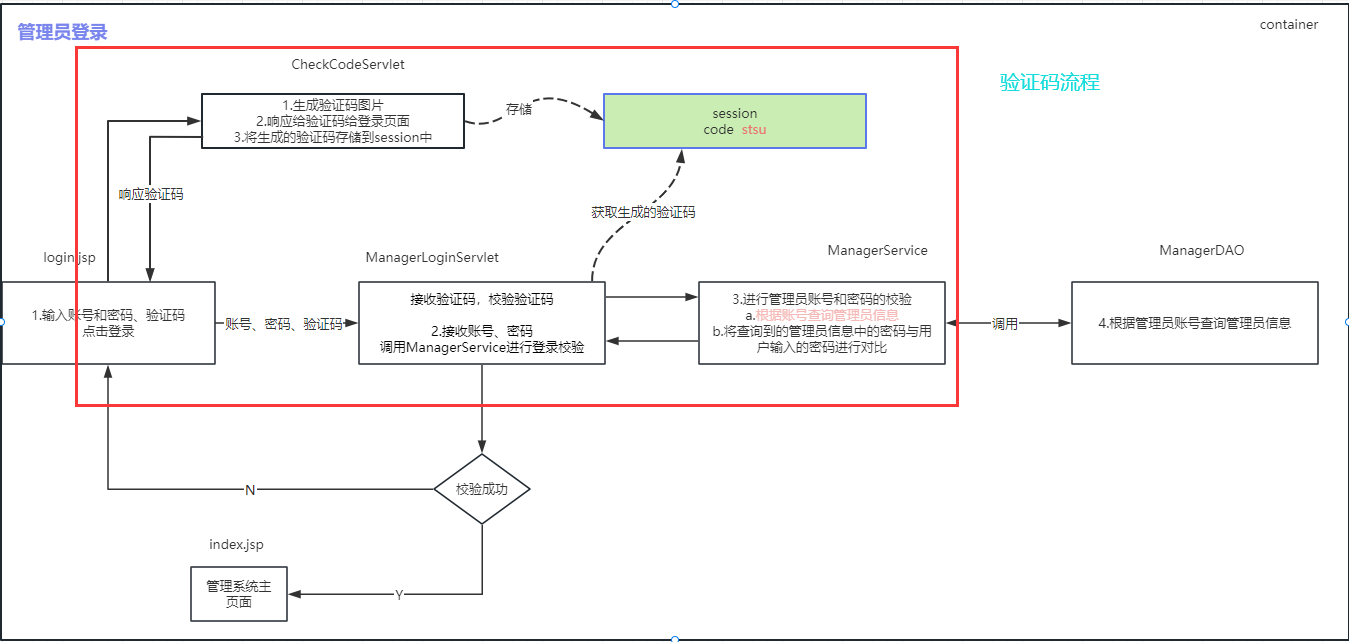 管理员登录
container
CheckCodeServlet
验证码流程
1.生成验证码图片
2.响应给验证码给登录页面
3.将生成的验证码存储到session中
存储
session
code stsu
响应验证码
获取生成的验证码
login.jsp
ManagerLoginServlet
ManagerService
ManagerDAO
1.输入账号和密码、验证码
点击登录
账号、密码、验证码
接收验证码，校验验证码
2.接收账号、密码
调用ManagerService进行登录校验
3.进行管理员账号和密码的校验
a.根据账号查询管理员信息
b.将查询到的管理员信息中的密码与用
户输入的密码进行对比
调用
4.根据管理员账号查询管理员信息
N
校验成功
index.jsp
管理系统主
页面
Y